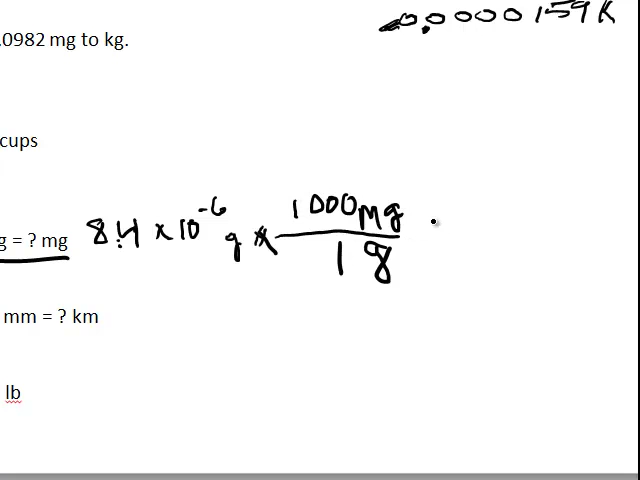 0.0000159K
.0982 mg to kg.
cups
1000mg
8.4 x 10-6 g x
g = ? mg
1 g
mm = ? km
lb